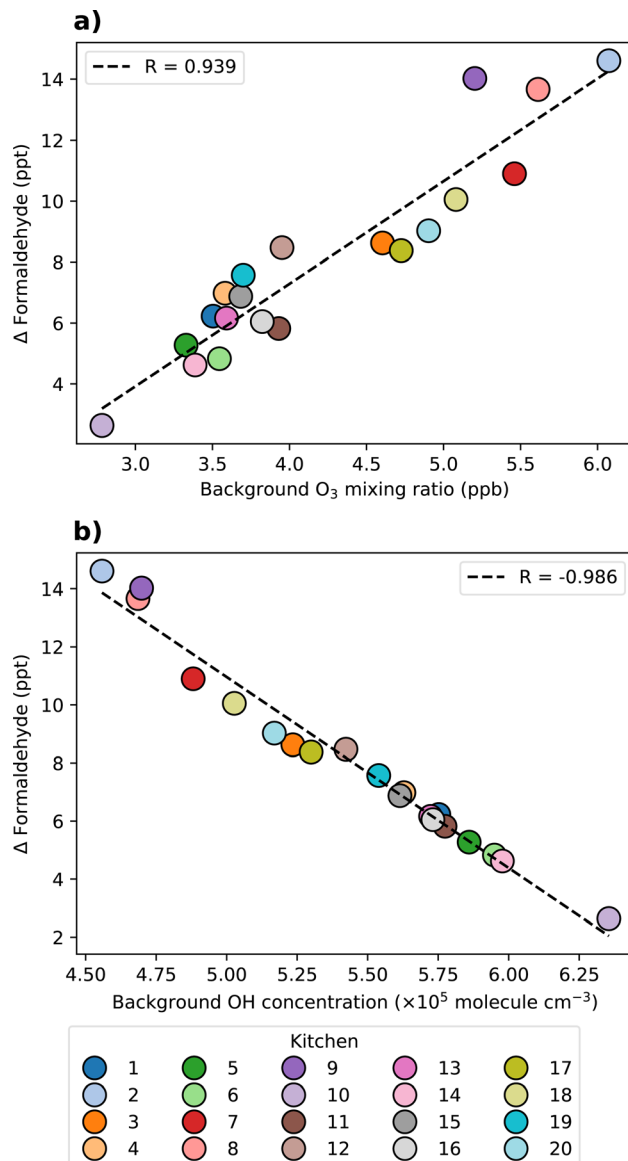 a)
R = 0.939
14
12
10
8
6
4
Δ Formaldehyde (ppt)
3.0 3.5 4.0 4.5 5.0 5.5 6.0
Background O₃ mixing ratio (ppb)
b)
R = -0.986
14
12
10
8
6
4
2
Δ Formaldehyde (ppt)
4.50 4.75 5.00 5.25 5.50 5.75 6.00 6.25
Background OH concentration (×10⁵ molecule cm⁻³)
Kitchen
1 5 9 13 17
2 6 10 14 18
3 7 11 15 19
4 8 12 16 20